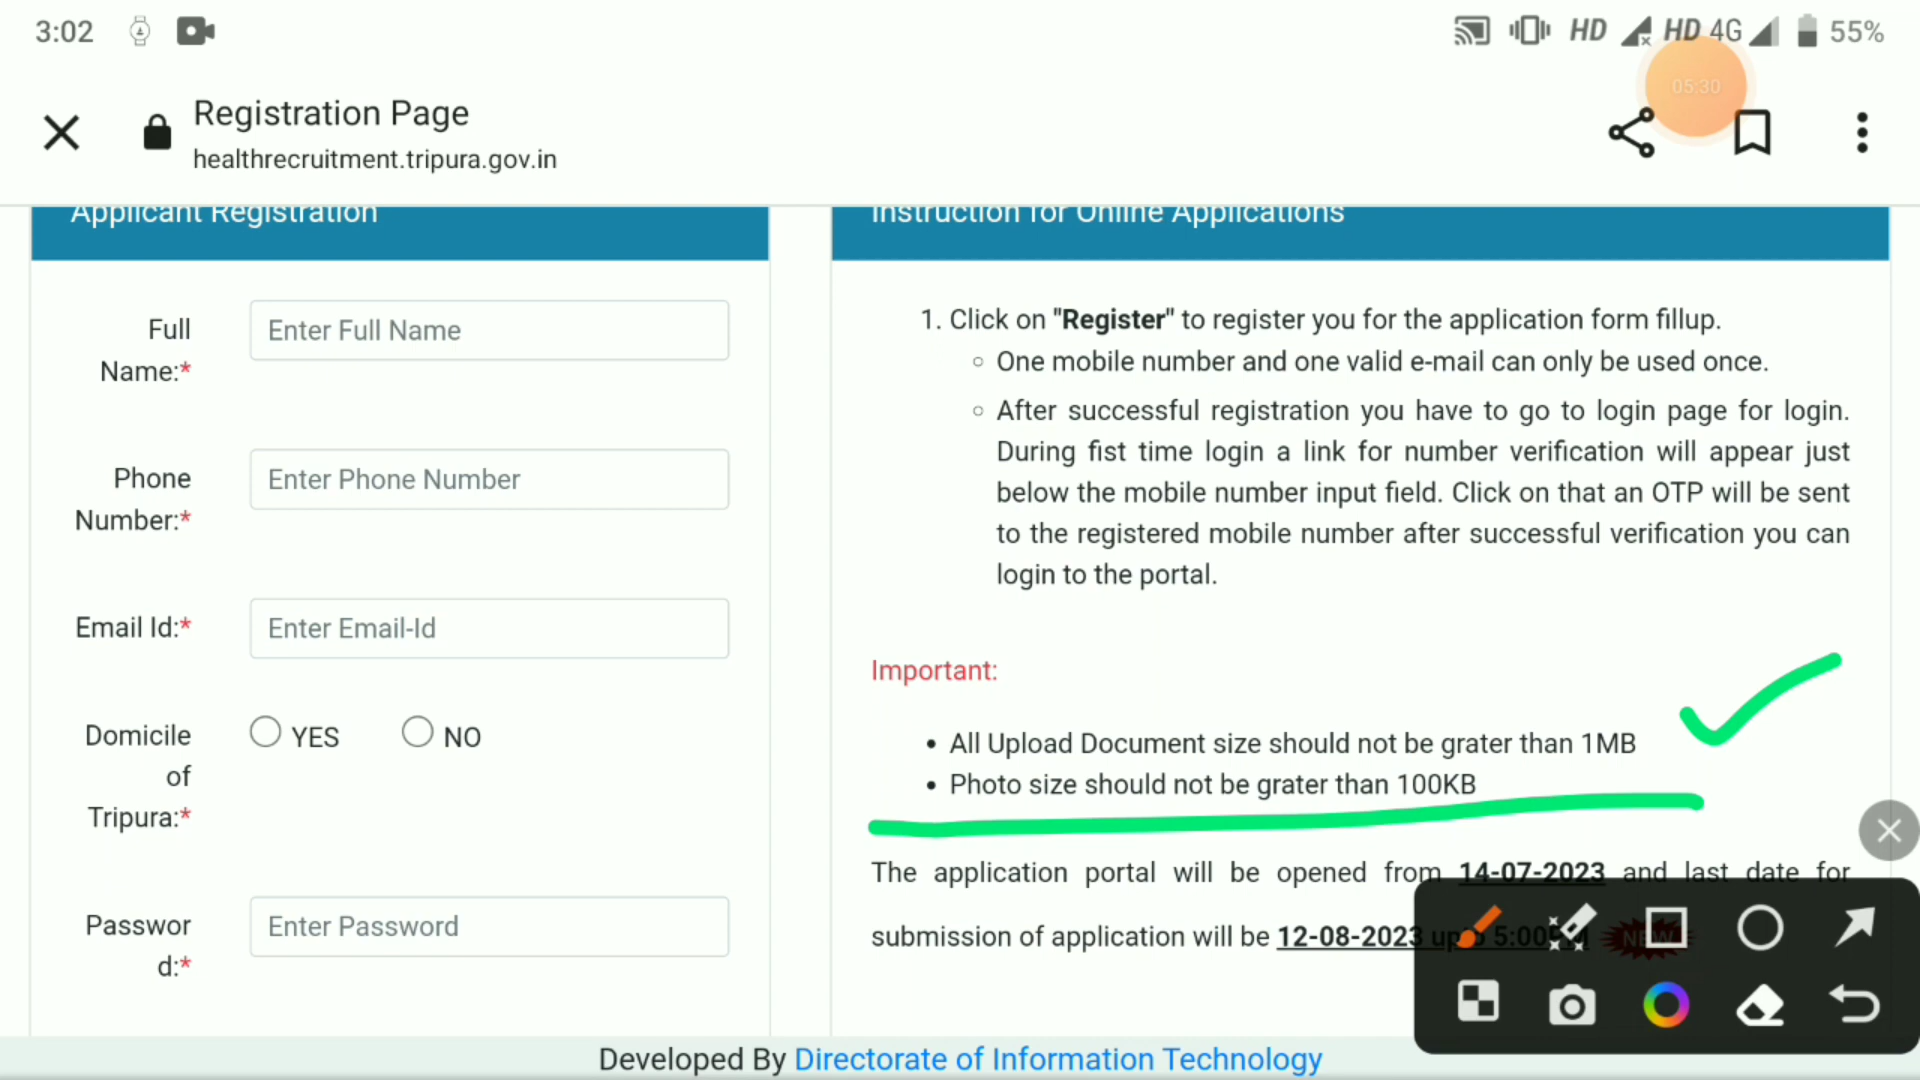 3:02
HD HD 4G 55%
05:30
Registration Page
healthrecruitment.tripura.gov.in
Applicant Registration
Instruction for Online Applications
Full
Name:*
Enter Full Name
Phone
Number:*
Enter Phone Number
Email Id:*
Enter Email-Id
Domicile
of
Tripura:*
YES NO
Passwor
d:*
Enter Password
1. Click on "Register" to register you for the application form fillup.
One mobile number and one valid e-mail can only be used once.
After successful registration you have to go to login page for login.
During fist time login a link for number verification will appear just
below the mobile number input field. Click on that an OTP will be sent
to the registered mobile number after successful verification you can
login to the portal.
Important:
• All Upload Document size should not be grater than 1MB
• Photo size should not be grater than 100KB
The application portal will be opened from 14-07-2023 and last date for
submission of application will be 12-08-2023 upto 5:00PM NEW
Developed By Directorate of Information Technology